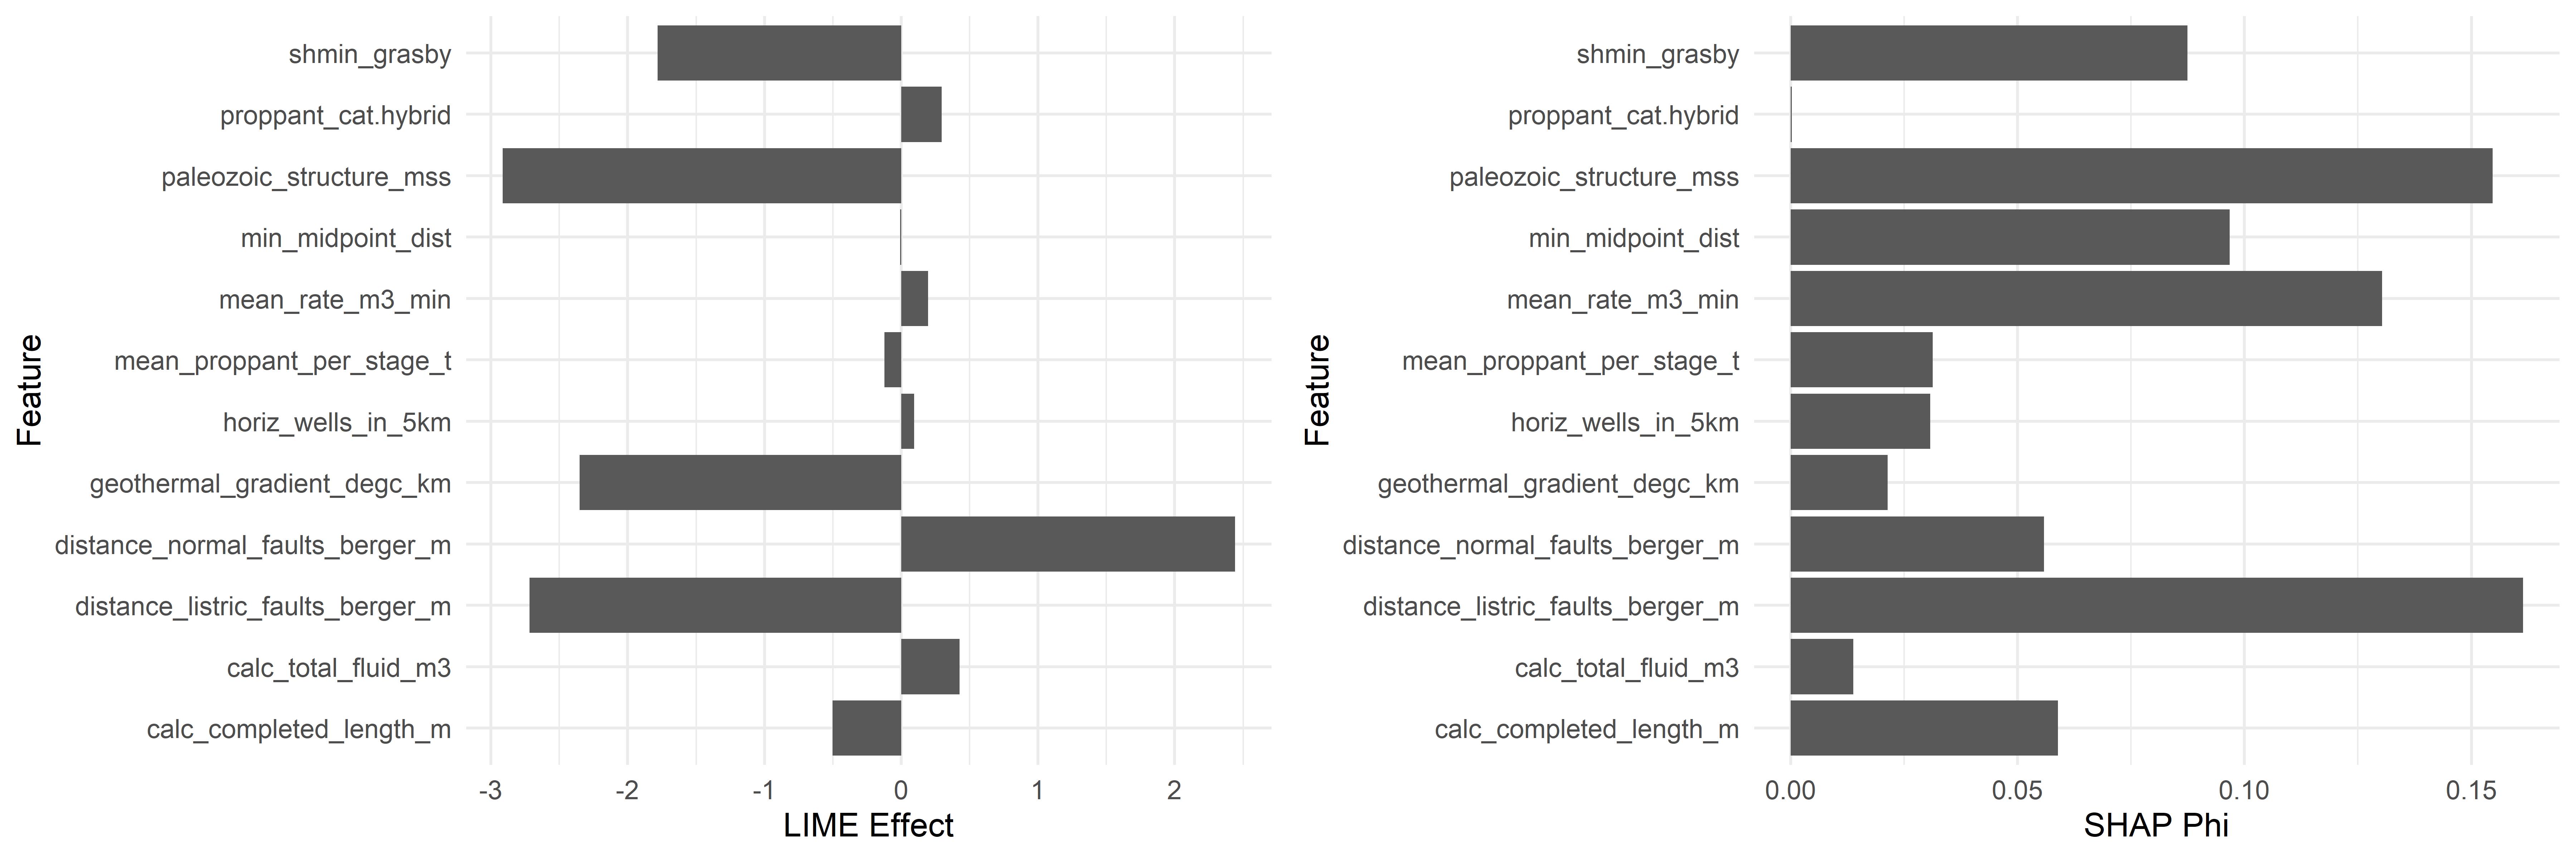 Feature
shmin_grasby
proppant_cat.hybrid
paleozoic_structure_mss
min_midpoint_dist
mean_rate_m3_min
mean_proppant_per_stage_t
horiz_wells_in_5km
geothermal_gradient_degc_km
distance_normal_faults_berger_m
distance_listric_faults_berger_m
calc_total_fluid_m3
calc_completed_length_m
-3 -2 -1 0 1 2
LIME Effect
Feature
shmin_grasby
proppant_cat.hybrid
paleozoic_structure_mss
min_midpoint_dist
mean_rate_m3_min
mean_proppant_per_stage_t
horiz_wells_in_5km
geothermal_gradient_degc_km
distance_normal_faults_berger_m
distance_listric_faults_berger_m
calc_total_fluid_m3
calc_completed_length_m
0.00 0.05 0.10 0.15
SHAP Phi